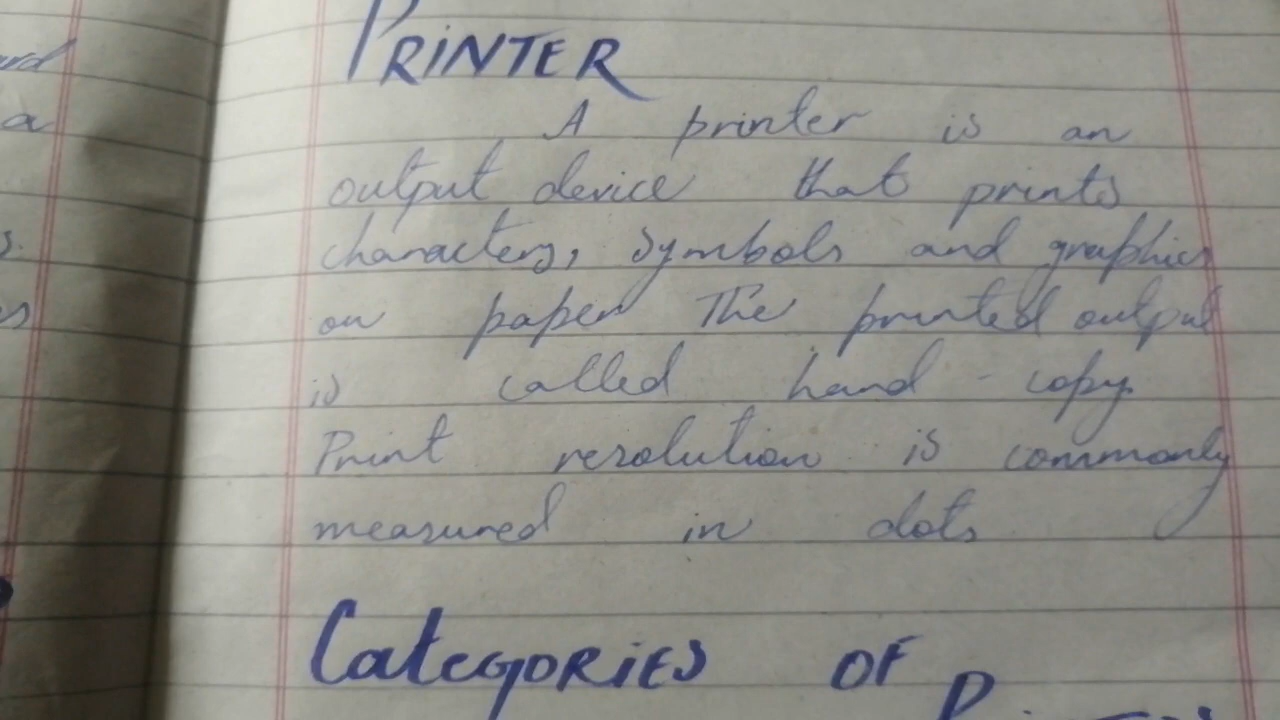 PRINTER
A printer is an
output device that prints
characters, symbols and graphics
on paper The printed output
is called hard-copy.
Print resolution is commonly
measured in dots
Categories of